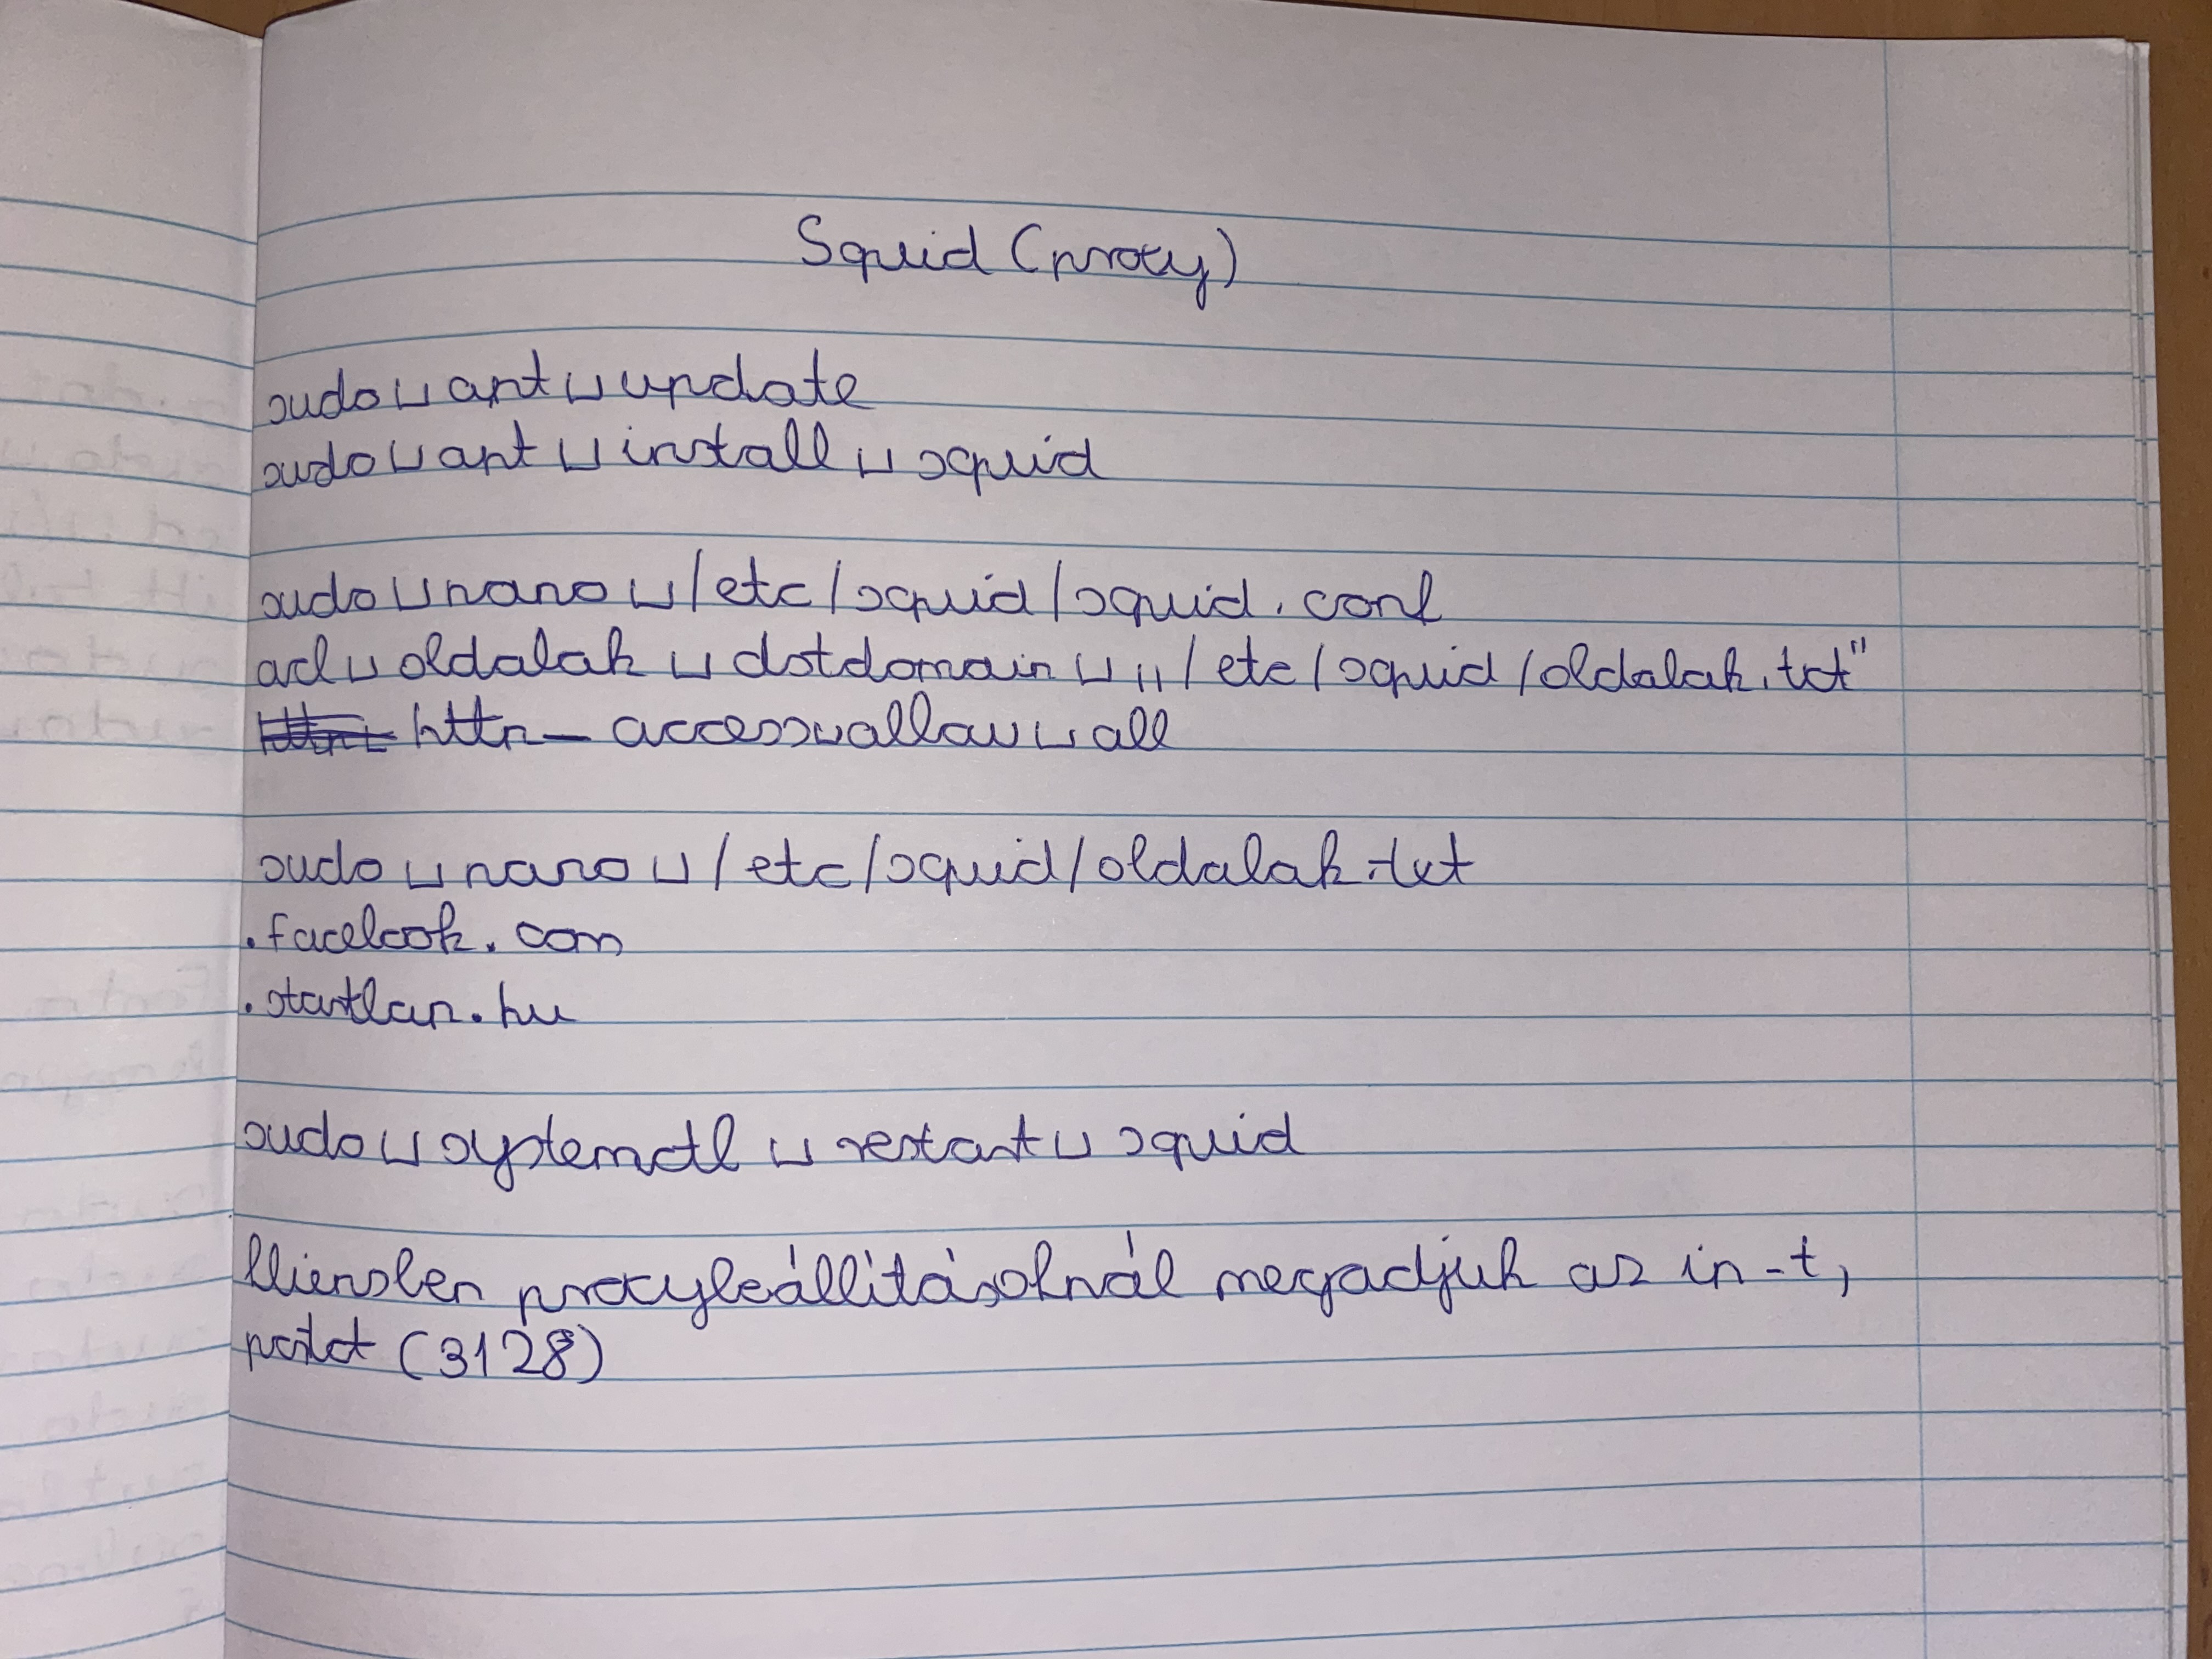 Squid (proxy)
sudo␣apt␣update
sudo␣apt␣install␣squid
sudo␣nano␣/etc/squid/squid.conf
acl␣oldalak␣dstdomain␣"/etc/squid/oldalak.txt"
http_access␣allow␣all
sudo␣nano␣/etc/squid/oldalak.txt
.facebook.com
.startlap.hu
sudo␣systemctl␣restart␣squid
kliensben proxybeállításoknál megadjuk az ip-t,
portot (3128)